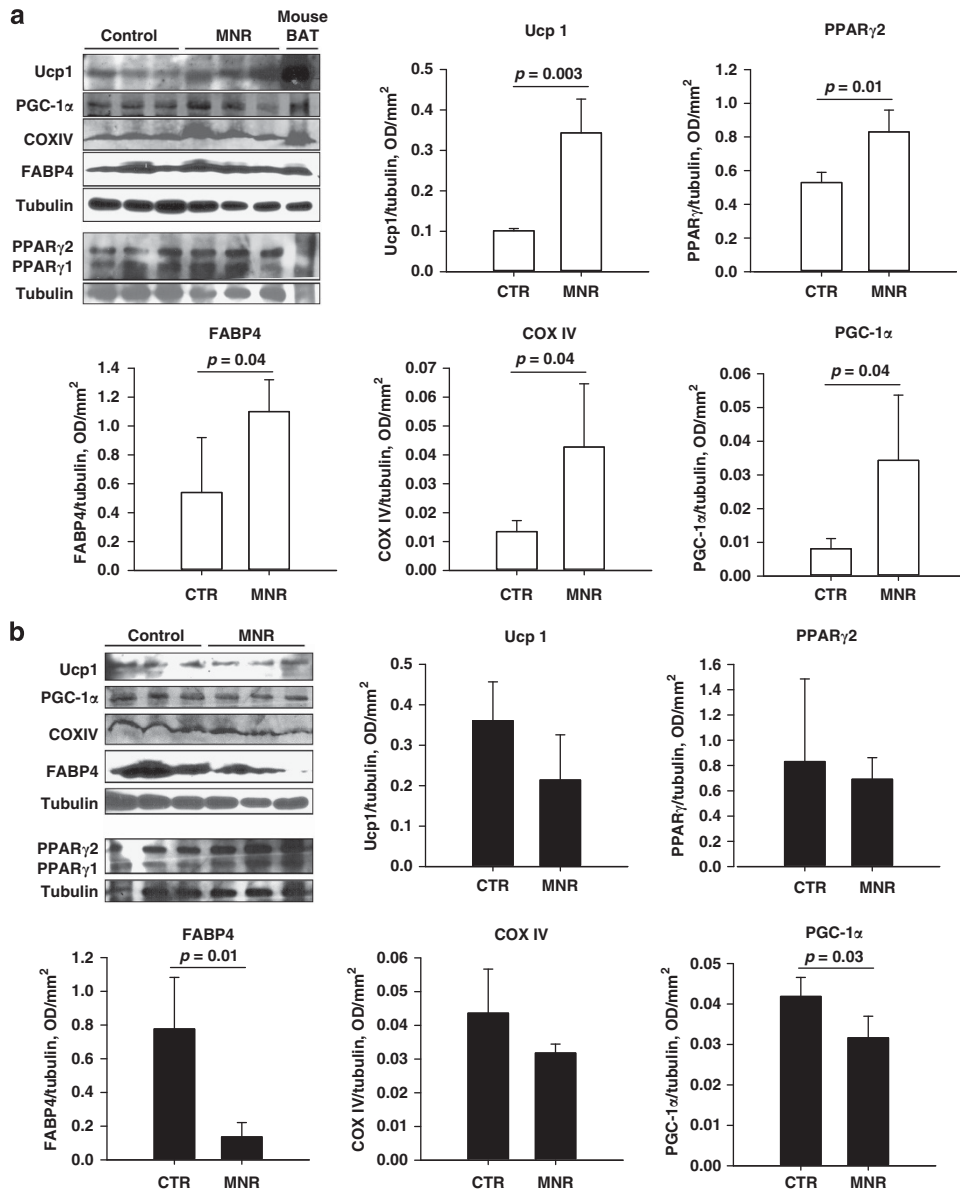 a
Control MNR Mouse BAT
Ucp1
PGC-1α
COXIV
FABP4
Tubulin
PPARγ2
PPARγ1
Tubulin
Ucp 1
Ucp1/tubulin, OD/mm²
0.5
0.4
0.3
0.2
0.1
0.0
p = 0.003
CTR MNR
PPARγ2
PPARγ/tubulin, OD/mm²
1.2
1.0
0.8
0.6
0.4
0.2
0.0
p = 0.01
CTR MNR
FABP4
FABP4/tubulin, OD/mm²
1.4
1.2
1.0
0.8
0.6
0.4
0.2
0.0
p = 0.04
CTR MNR
COX IV
COX IV/tubulin, OD/mm²
0.07
0.06
0.05
0.04
0.03
0.02
0.01
0.00
p = 0.04
CTR MNR
PGC-1α
PGC-1α/tubulin, OD/mm²
0.06
0.05
0.04
0.03
0.02
0.01
0.00
p = 0.04
CTR MNR
b
Control MNR
Ucp1
PGC-1α
COXIV
FABP4
Tubulin
PPARγ2
PPARγ1
Tubulin
Ucp 1
Ucp1/tubulin, OD/mm²
0.5
0.4
0.3
0.2
0.1
0.0
CTR MNR
PPARγ2
PPARγ/tubulin, OD/mm²
1.6
1.4
1.2
1.0
0.8
0.6
0.4
0.2
0.0
CTR MNR
FABP4
FABP4/tubulin, OD/mm²
1.2
1.0
0.8
0.6
0.4
0.2
0.0
p = 0.01
CTR MNR
COX IV
COX IV/tubulin, OD/mm²
0.07
0.06
0.05
0.04
0.03
0.02
0.01
0.00
CTR MNR
PGC-1α
PGC-1α/tubulin, OD/mm²
0.05
0.04
0.03
0.02
0.01
0.00
p = 0.03
CTR MNR